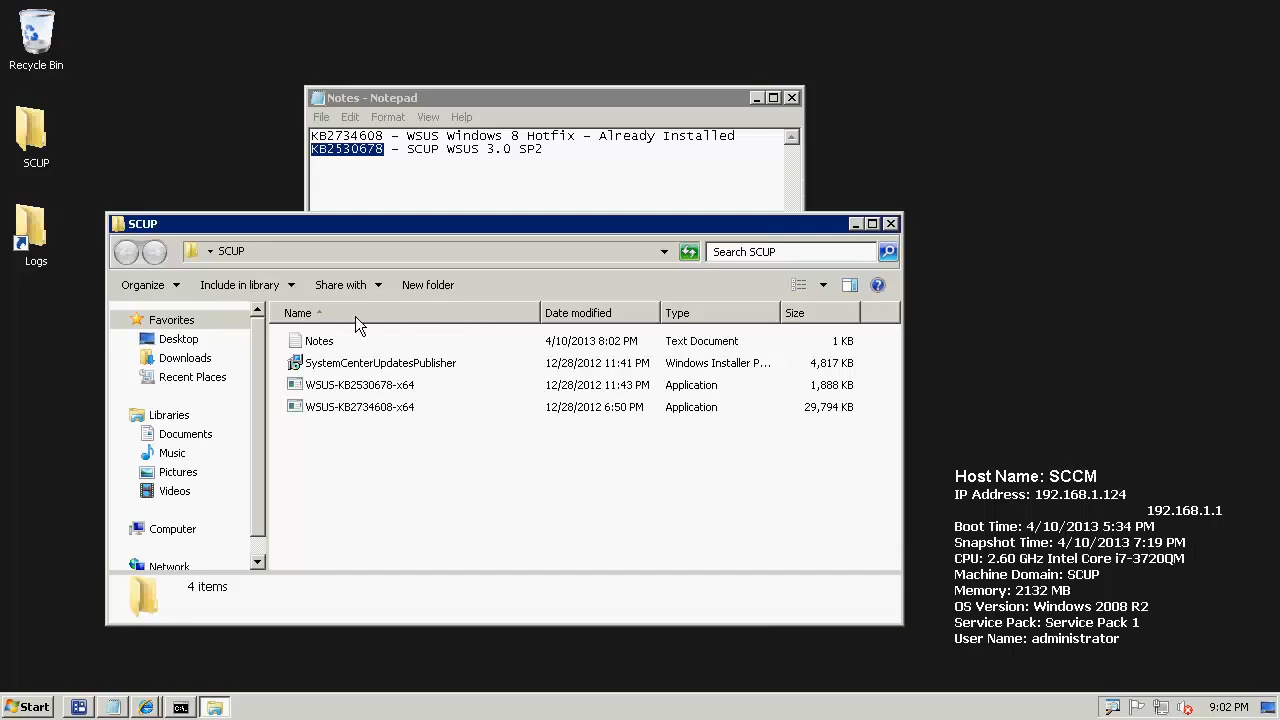 Recycle Bin
SCUP
Logs
Notes - Notepad
File Edit Format View Help
KB2734608 - WSUS Windows 8 Hotfix - Already Installed
KB2530678 - SCUP WSUS 3.0 SP2
SCUP
SCUP
Search SCUP
Organize Include in library Share with New folder
Favorites
Desktop
Downloads
Recent Places
Libraries
Documents
Music
Pictures
Videos
Computer
Network
Name Date modified Type Size
Notes 4/10/2013 8:02 PM Text Document 1 KB
SystemCenterUpdatesPublisher 12/28/2012 11:41 PM Windows Installer P... 4,817 KB
WSUS-KB2530678-x64 12/28/2012 11:43 PM Application 1,888 KB
WSUS-KB2734608-x64 12/28/2012 6:50 PM Application 29,794 KB
4 items
Host Name: SCCM
IP Address: 192.168.1.124
192.168.1.1
Boot Time: 4/10/2013 5:34 PM
Snapshot Time: 4/10/2013 7:19 PM
CPU: 2.60 GHz Intel Core i7-3720QM
Machine Domain: SCUP
Memory: 2132 MB
OS Version: Windows 2008 R2
Service Pack: Service Pack 1
User Name: administrator
Start
9:02 PM